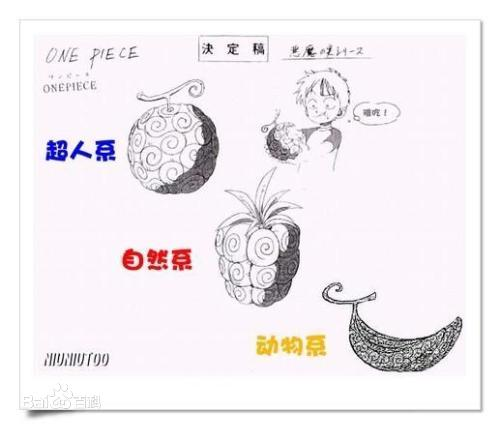 ONE PIECE
ワンピース
ONEPIECE
決定稿
悪魔の実シリーズ
超人系
自然系
动物系
NIUNIUTOO
Bai百科